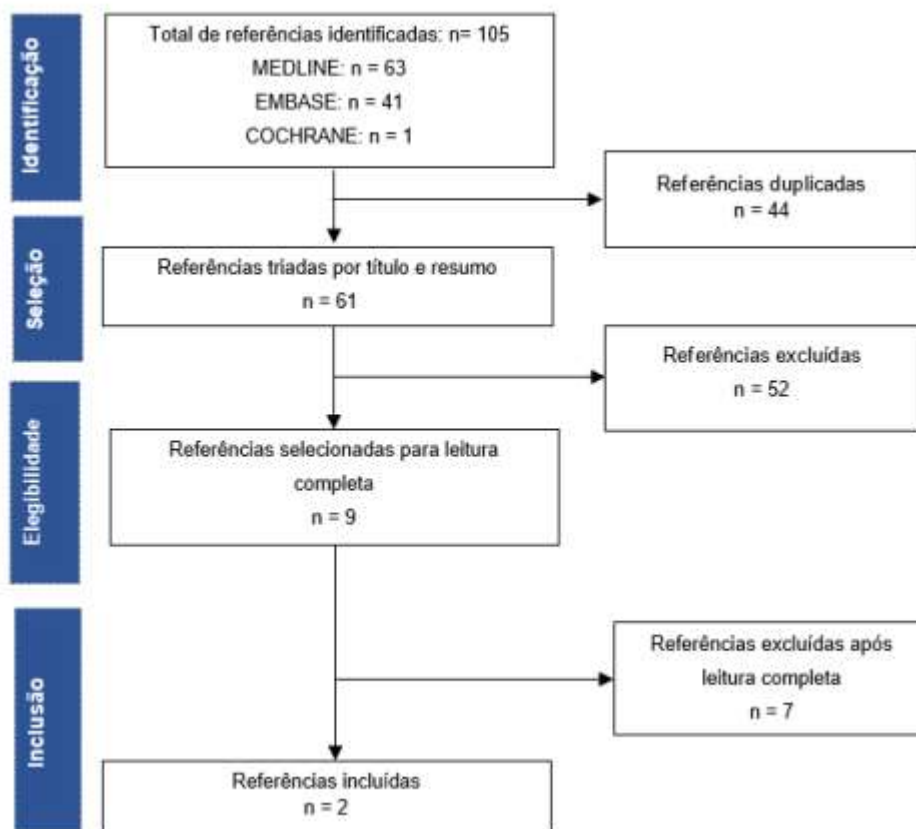 Identificação
Total de referências identificadas: n= 105
MEDLINE: n = 63
EMBASE: n = 41
COCHRANE: n = 1
Referências duplicadas
n = 44
Seleção
Referências triadas por título e resumo
n = 61
Referências excluídas
n = 52
Elegibilidade
Referências selecionadas para leitura
completa
n = 9
Inclusão
Referências excluídas após
leitura completa
n = 7
Referências incluídas
n = 2